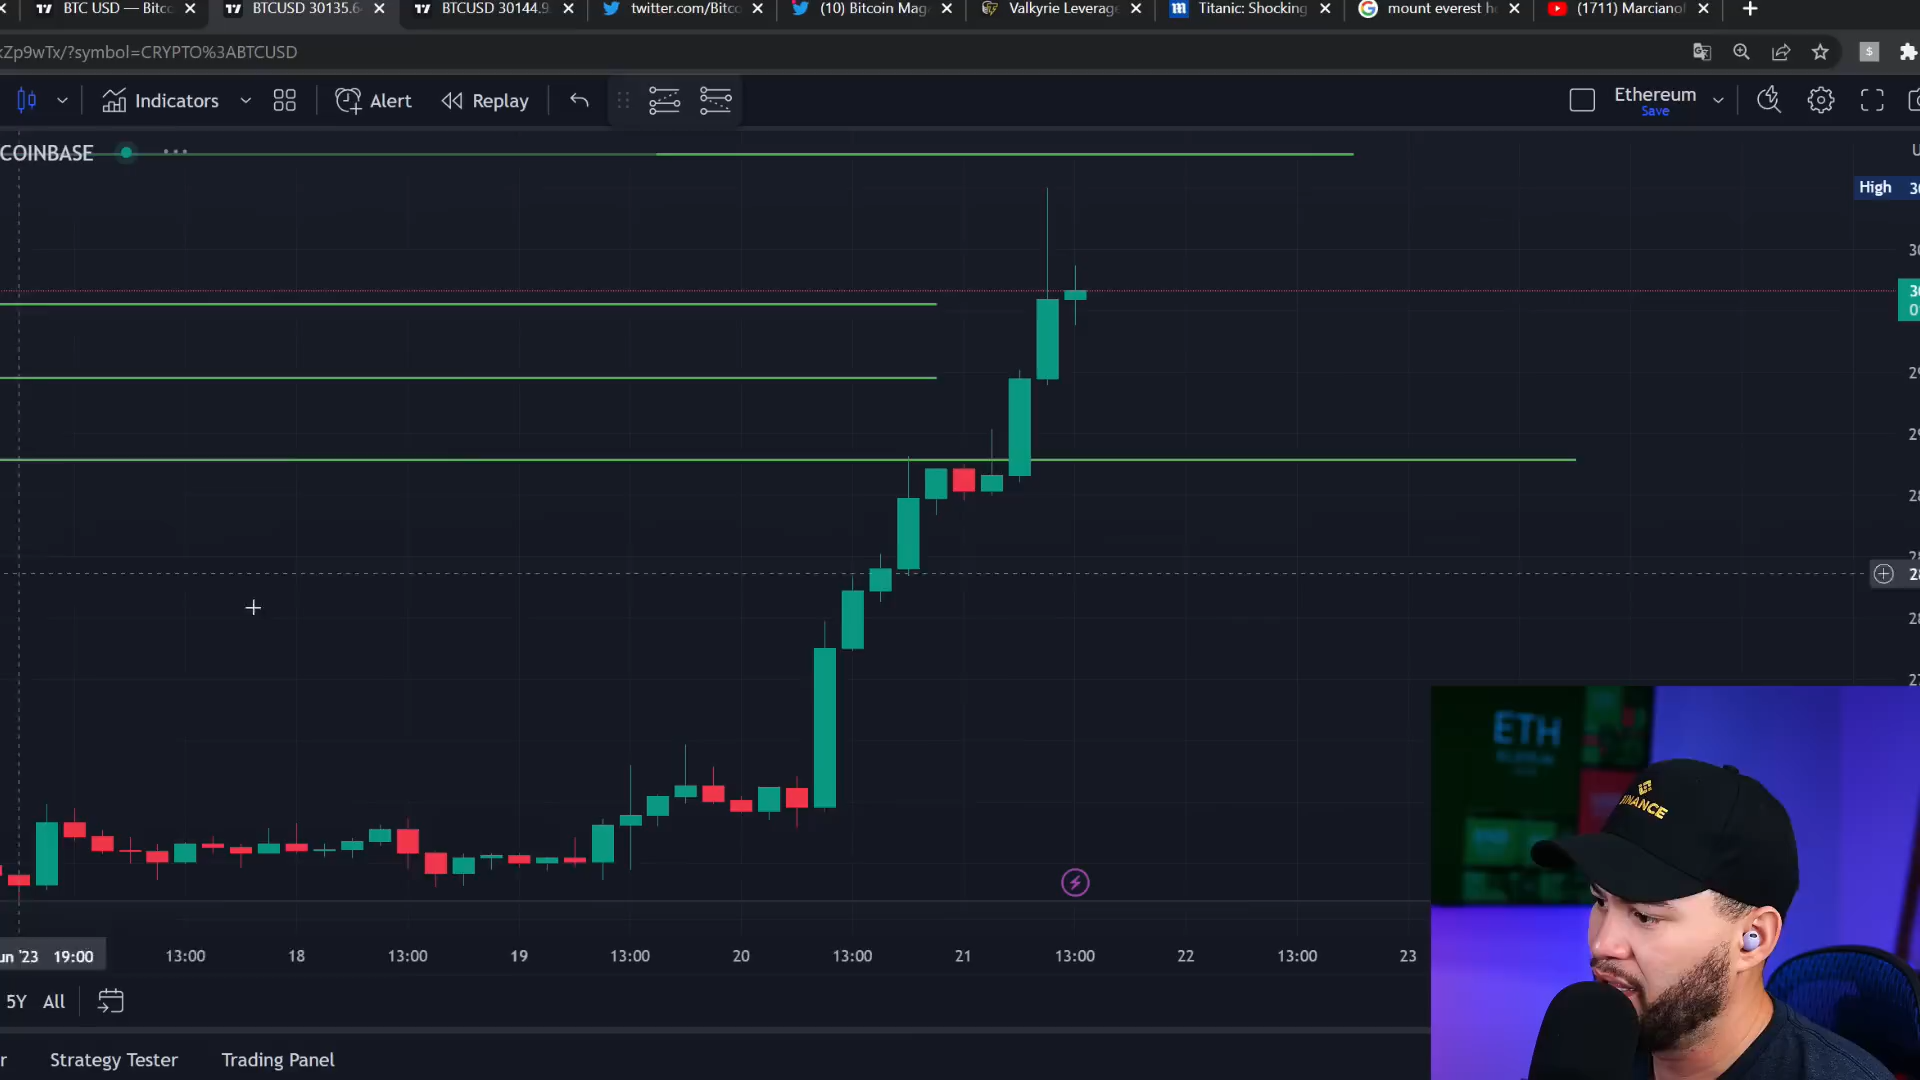 BTC USD — Bitc
BTCUSD 30135.6
BTCUSD 30144.9
twitter.com/Bitco
(10) Bitcoin Mag
Valkyrie Leverag
Titanic: Shocking
mount everest h
(1711) Marciano
kZp9wTx/?symbol=CRYPTO%3ABTCUSD
Indicators
Alert
Replay
Ethereum
Save
COINBASE
High
ETH
BINANCE
un '23 19:00
13:00
18
13:00
19
13:00
20
13:00
21
13:00
22
13:00
23
5Y
All
r
Strategy Tester
Trading Panel